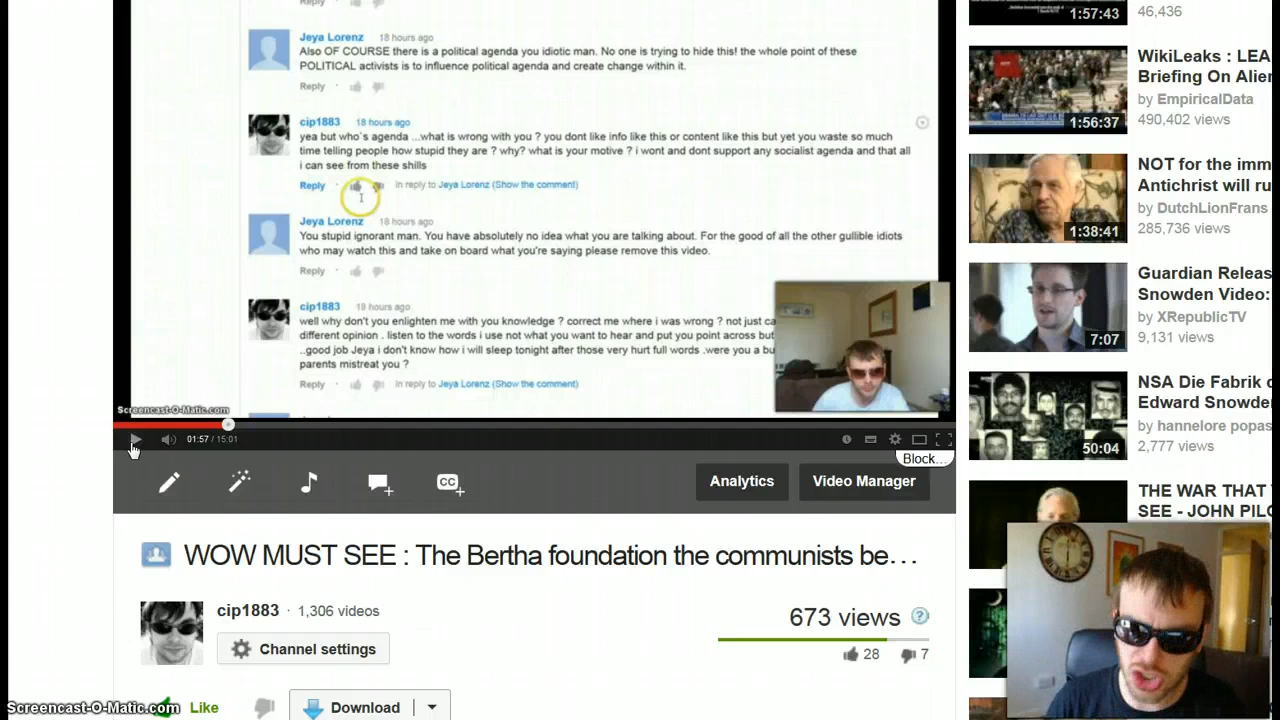 Reply
Jeya Lorenz 18 hours ago
Also OF COURSE there is a political agenda you idiotic man. No one is trying to hide this! the whole point of these
POLITICAL activists is to influence political agenda and create change within it.
Reply
cip1883 18 hours ago
yea but who`s agenda ...what is wrong with you ? you dont like info like this or content like this but yet you waste so much
time telling people how stupid they are ? why? what is your motive ? i wont and dont support any socialist agenda and that all
i can see from these shills
Reply in reply to Jeya Lorenz (Show the comment)
Jeya Lorenz 18 hours ago
You stupid ignorant man. You have absolutely no idea what you are talking about. For the good of all the other gullible idiots
who may watch this and take on board what you're saying please remove this video.
Reply
cip1883 18 hours ago
well why don't you enlighten me with you knowledge ? correct me where i was wrong ? not just ca
different opinion . listen to the words i use not what you want to hear and put you point across but
..good job Jeya i don't know how i will sleep tonight after those very hurt full words .were you a bu
parents mistreat you ?
Reply in reply to Jeya Lorenz (Show the comment)
Screencast-O-Matic.com
01:57 / 15:01
Block...
CC
Analytics
Video Manager
WOW MUST SEE : The Bertha foundation the communists be...
cip1883 · 1,306 videos
Channel settings
673 views
28 7
Like
Download
Screencast-O-Matic.com
1:57:43
46,436
WikiLeaks : LEA
Briefing On Alien
by EmpiricalData
490,402 views
1:56:37
NOT for the imm
Antichrist will ru
by DutchLionFrans
285,736 views
1:38:41
Guardian Releas
Snowden Video:
by XRepublicTV
9,131 views
7:07
NSA Die Fabrik d
Edward Snowde
by hannelore popas
2,777 views
50:04
THE WAR THAT
SEE - JOHN PILG